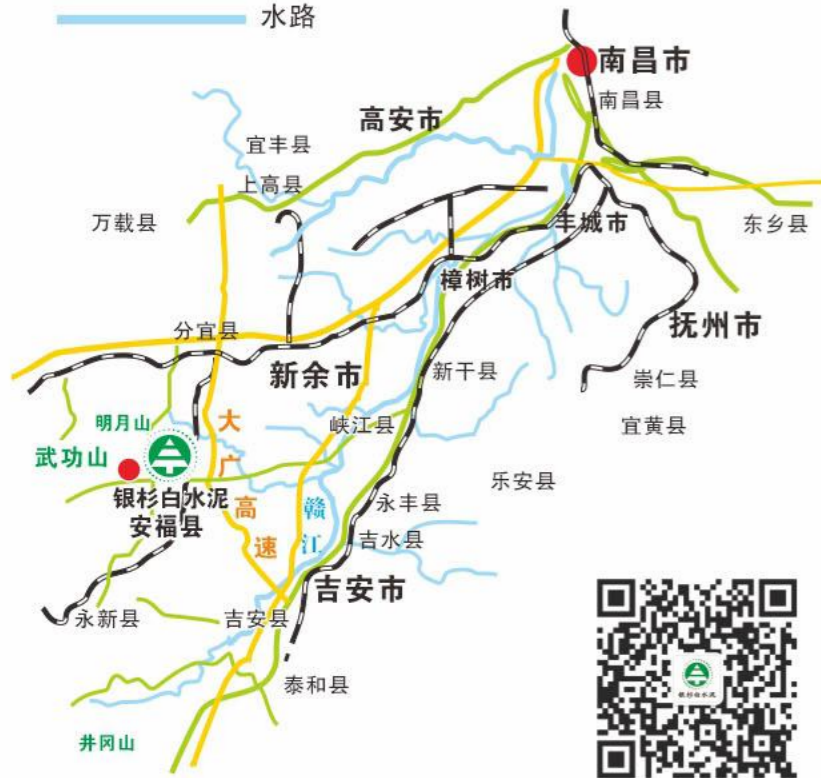 水路
南昌市
南昌县
高安市
宜丰县
上高县
万载县
丰城市
东乡县
樟树市
分宜县
抚州市
新余市
新干县
崇仁县
明月山
大广高速
峡江县
宜黄县
武功山
乐安县
银杉白水泥
安福县
赣江
永丰县
吉水县
吉安市
永新县
吉安县
泰和县
井冈山
银杉白水泥